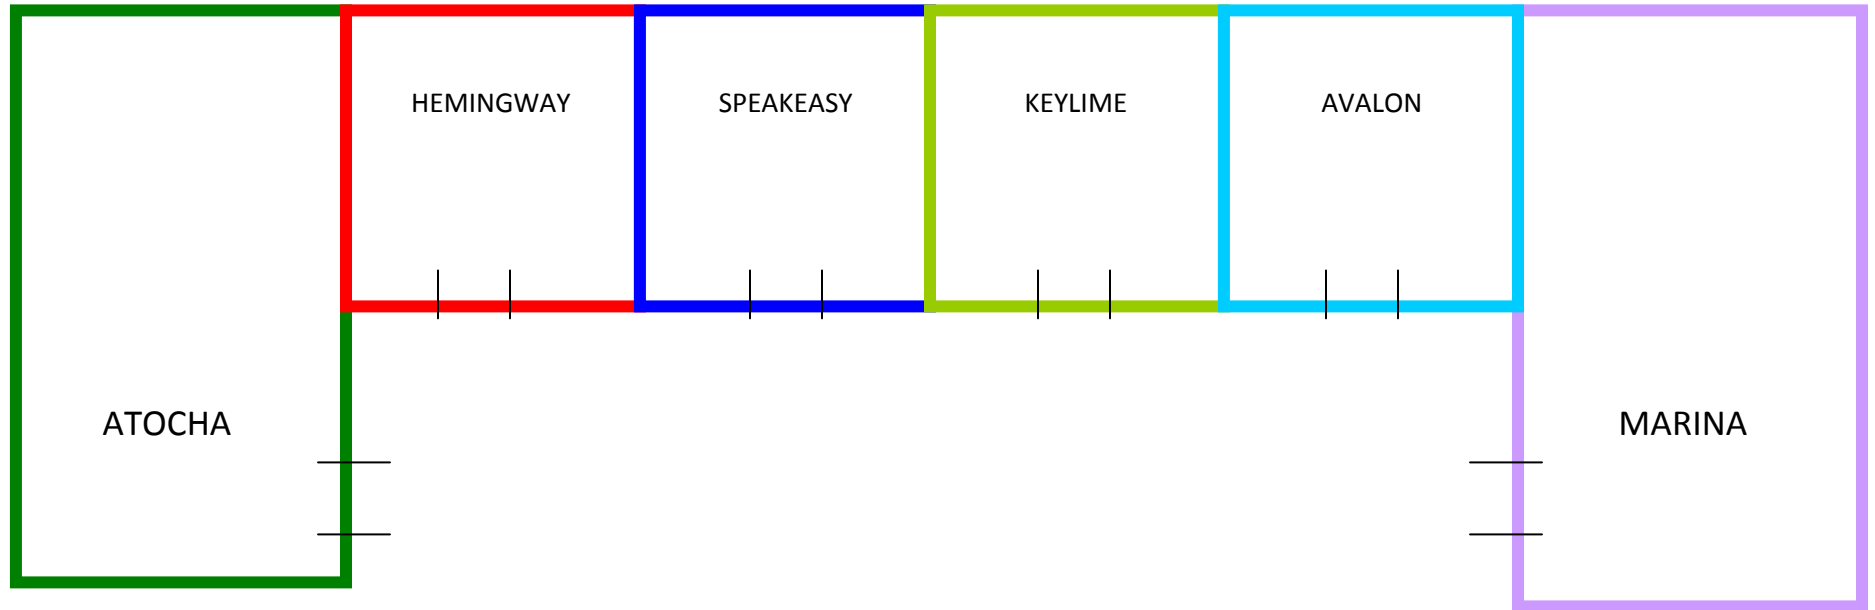 HEMINGWAY
SPEAKEASY
KEYLIME
AVALON
ATOCHA
MARINA